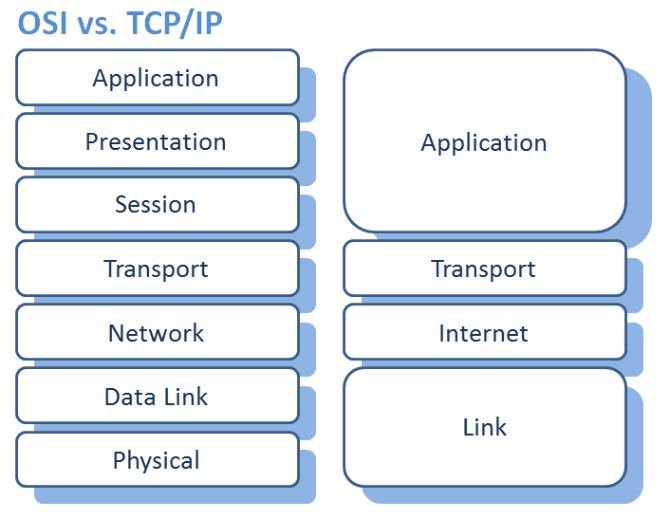 OSI vs. TCP/IP
Application
Presentation
Session
Transport
Network
Data Link
Physical
Application
Transport
Internet
Link